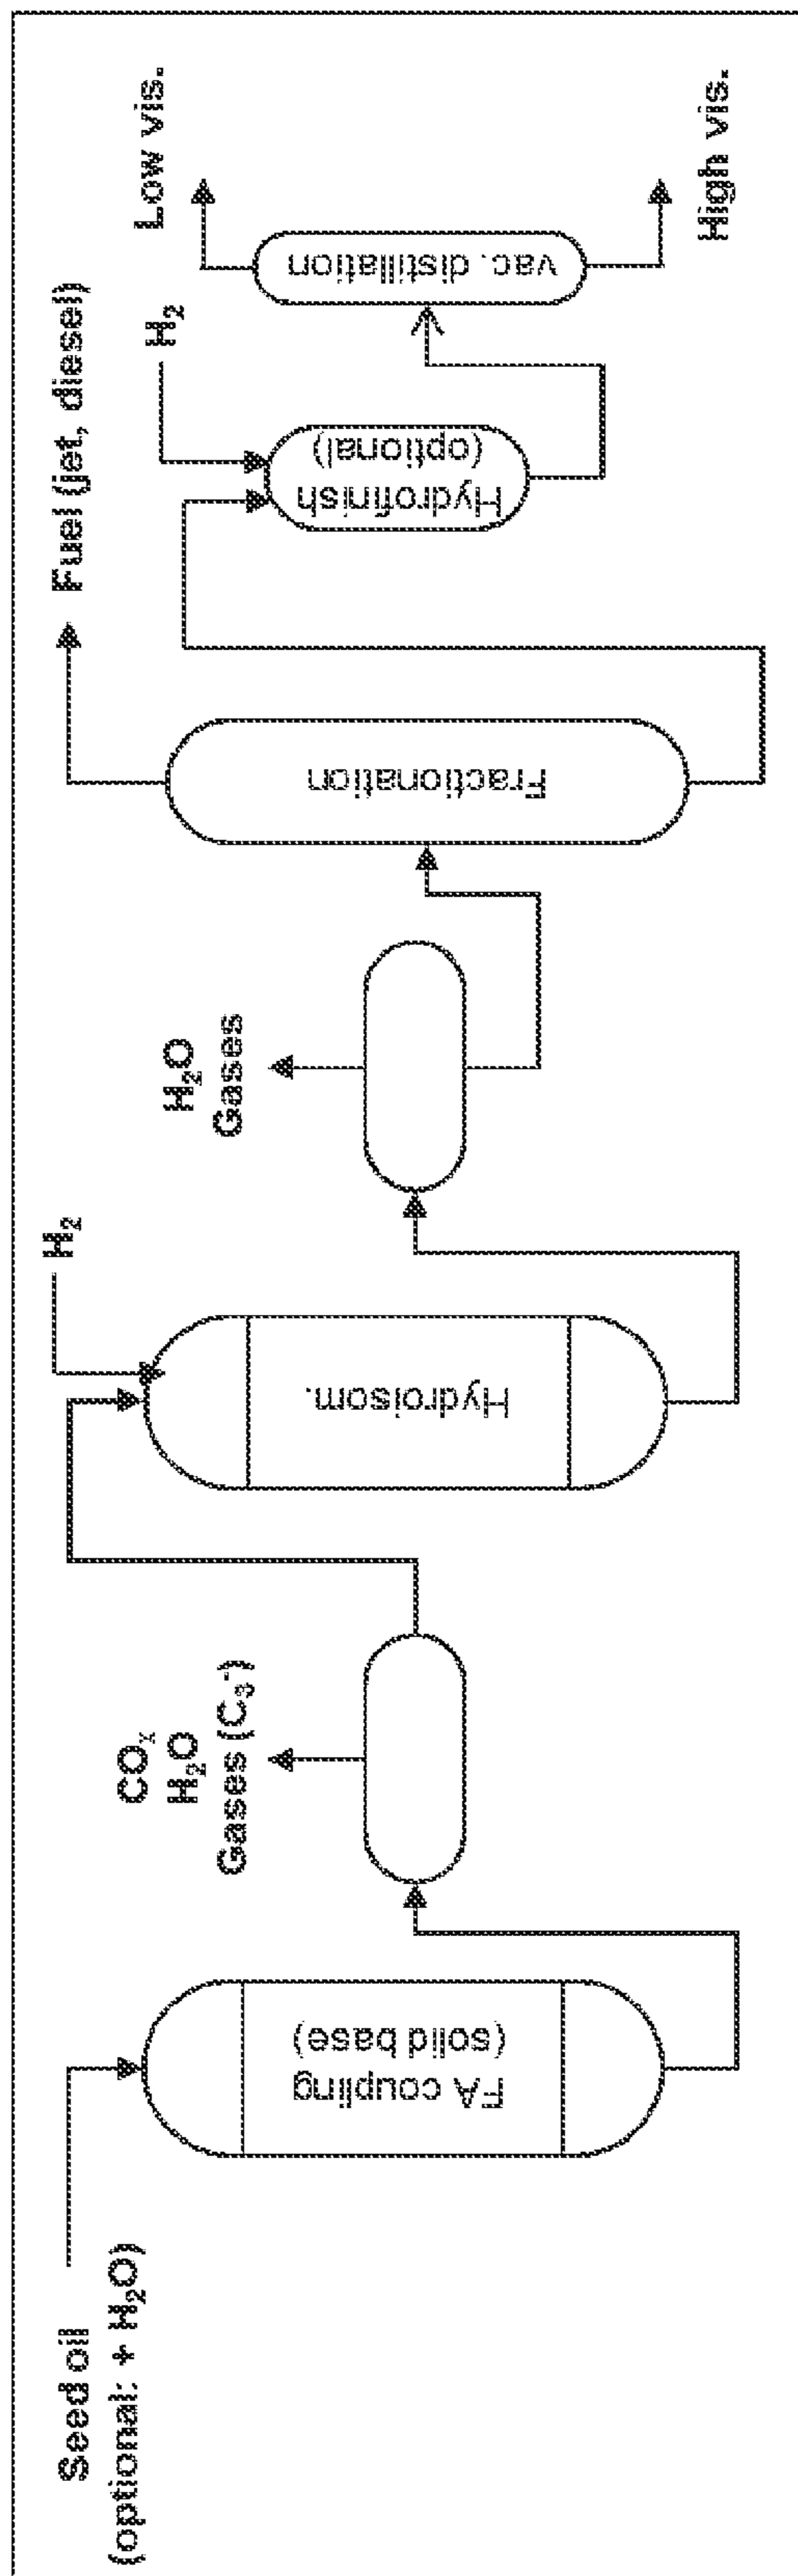 Seed oil
(optional: + H₂O)
FA coupling
(solid base)
COₓ
H₂O
Gases (C₃⁻)
Hydroisom.
H₂
H₂O
Gases
Fractionation
Fuel (jet, diesel)
Hydrofinish
(optional)
H₂
vac. distillation
Low vis.
High vis.